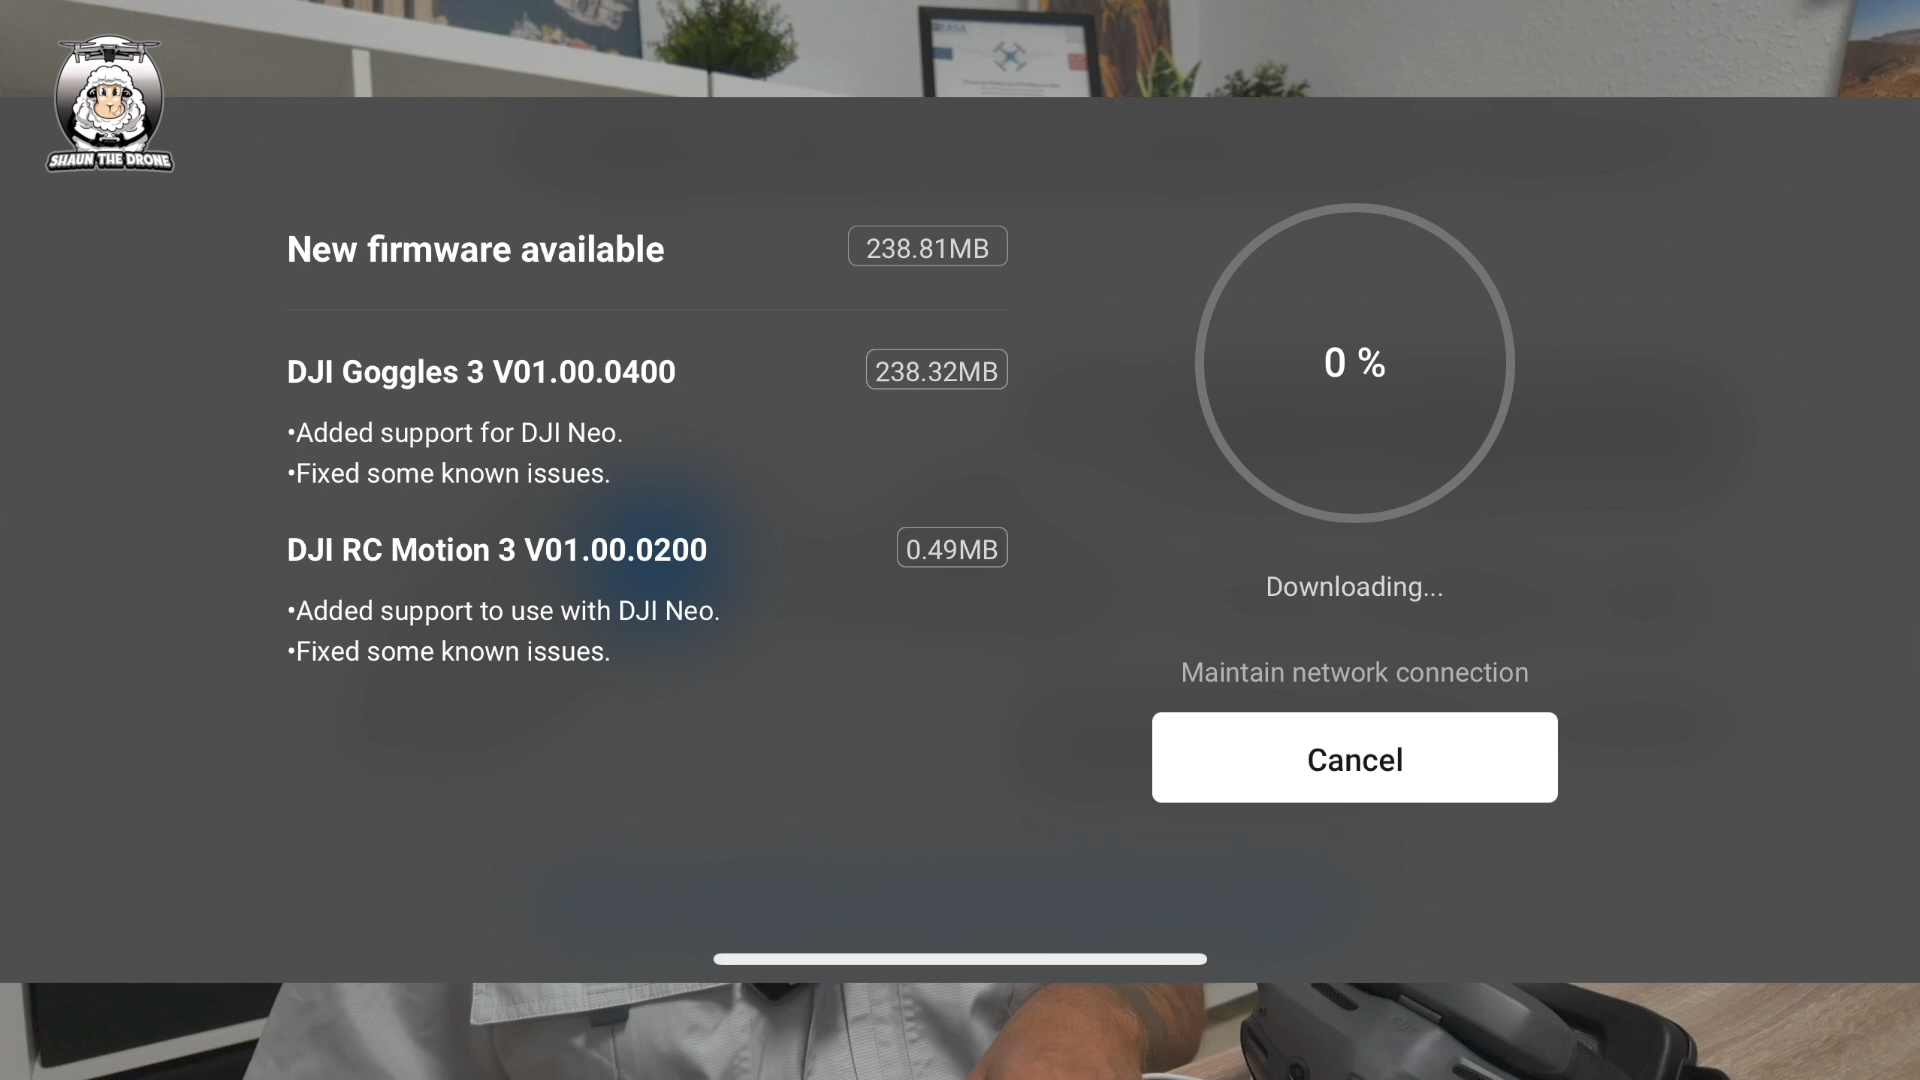 SHAUN THE DRONE
EASA
New firmware available
238.81MB
DJI Goggles 3 V01.00.0400
238.32MB
•Added support for DJI Neo.
•Fixed some known issues.
DJI RC Motion 3 V01.00.0200
0.49MB
•Added support to use with DJI Neo.
•Fixed some known issues.
0 %
Downloading...
Maintain network connection
Cancel